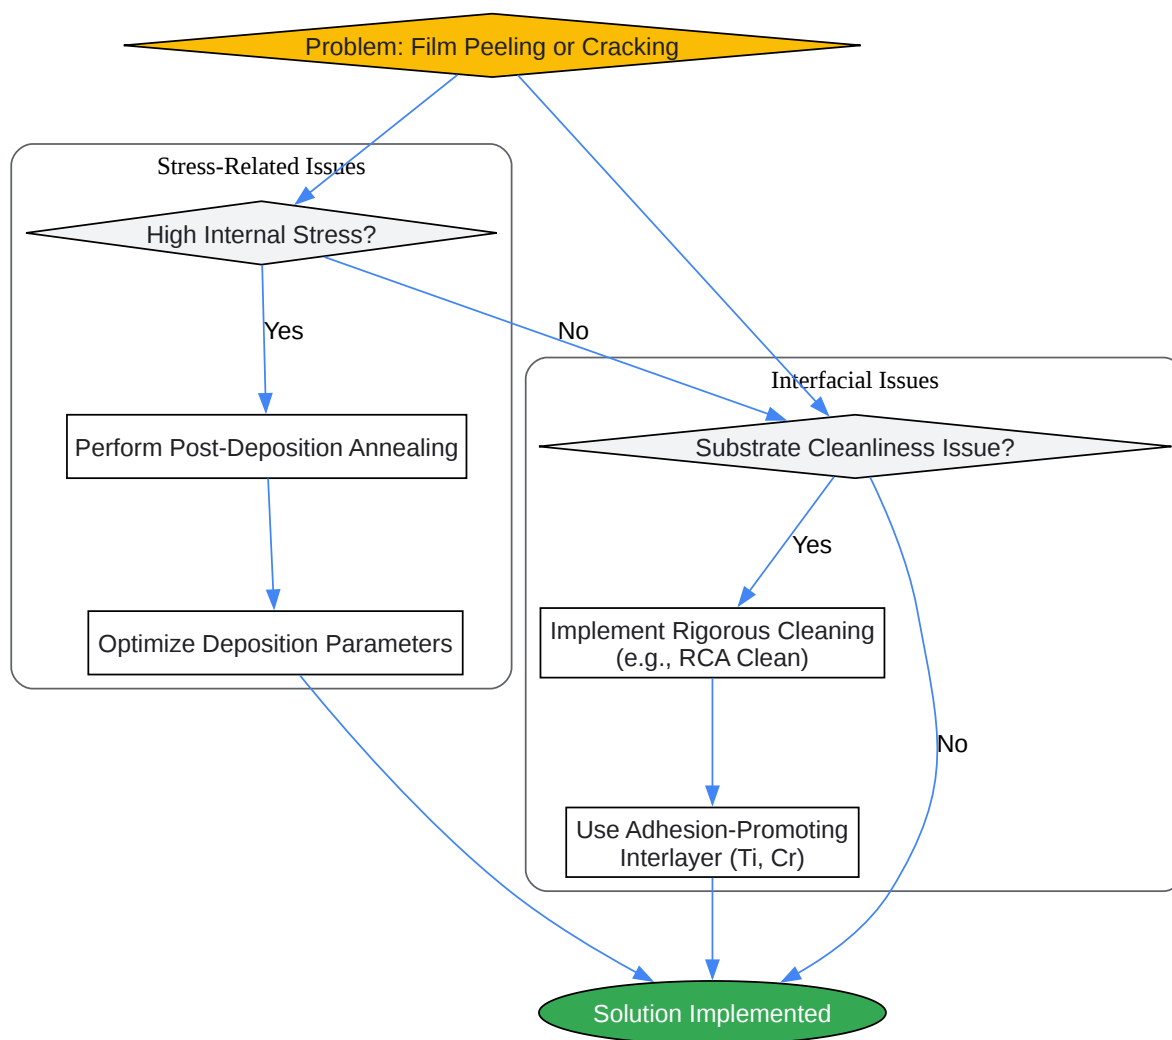 Problem: Film Peeling or Cracking
Stress-Related Issues
High Internal Stress?
Yes
No
Perform Post-Deposition Annealing
Optimize Deposition Parameters
Interfacial Issues
Substrate Cleanliness Issue?
Yes
Implement Rigorous Cleaning
(e.g., RCA Clean)
No
Use Adhesion-Promoting
Interlayer (Ti, Cr)
Solution Implemented